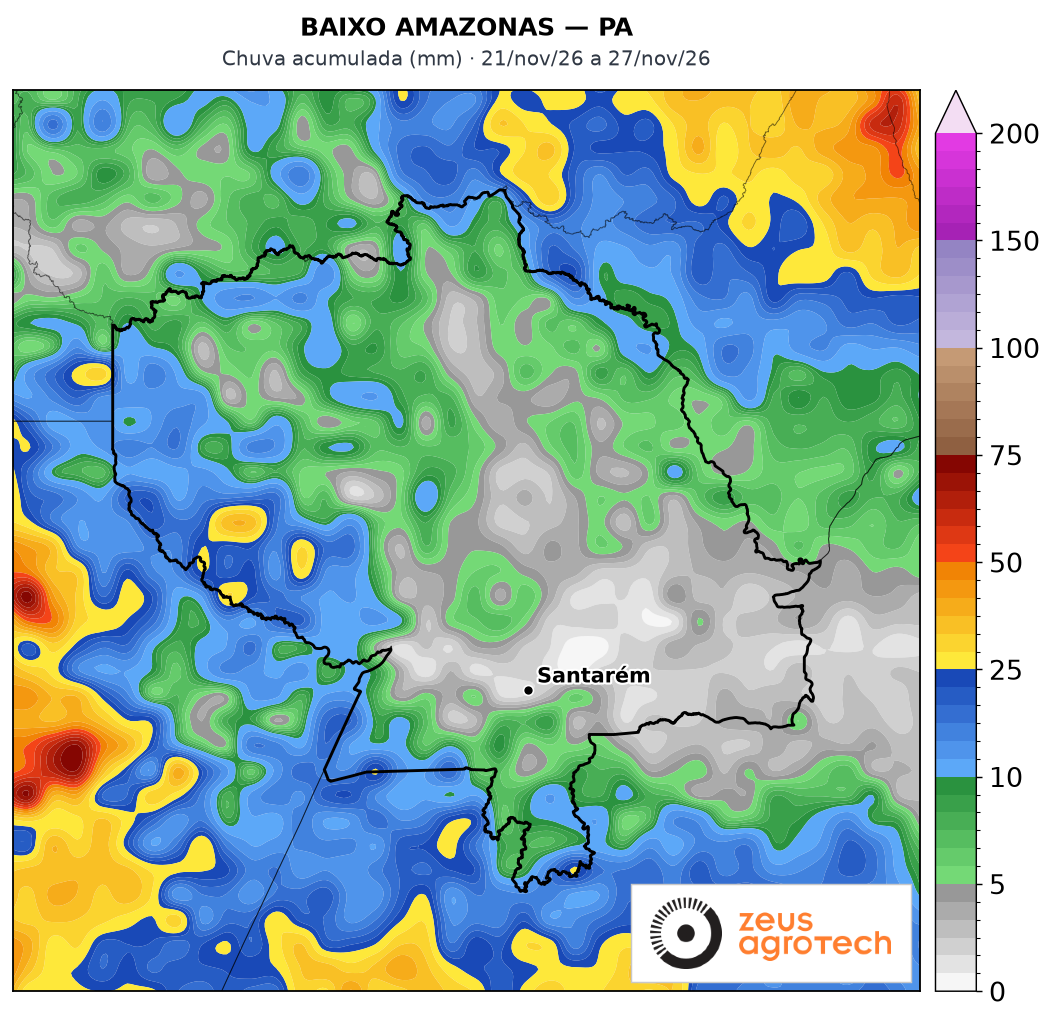 BAIXO AMAZONAS — PA
Chuva acumulada (mm) · 21/nov/26 a 27/nov/26
200
150
100
75
50
25
10
5
0
Santarém
zeus
agrotech